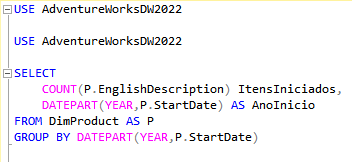 USE AdventureWorksDW2022
USE AdventureWorksDW2022
SELECT
COUNT(P.EnglishDescription) ItensIniciados,
DATEPART(YEAR,P.StartDate) AS AnoInicio
FROM DimProduct AS P
GROUP BY DATEPART(YEAR,P.StartDate)